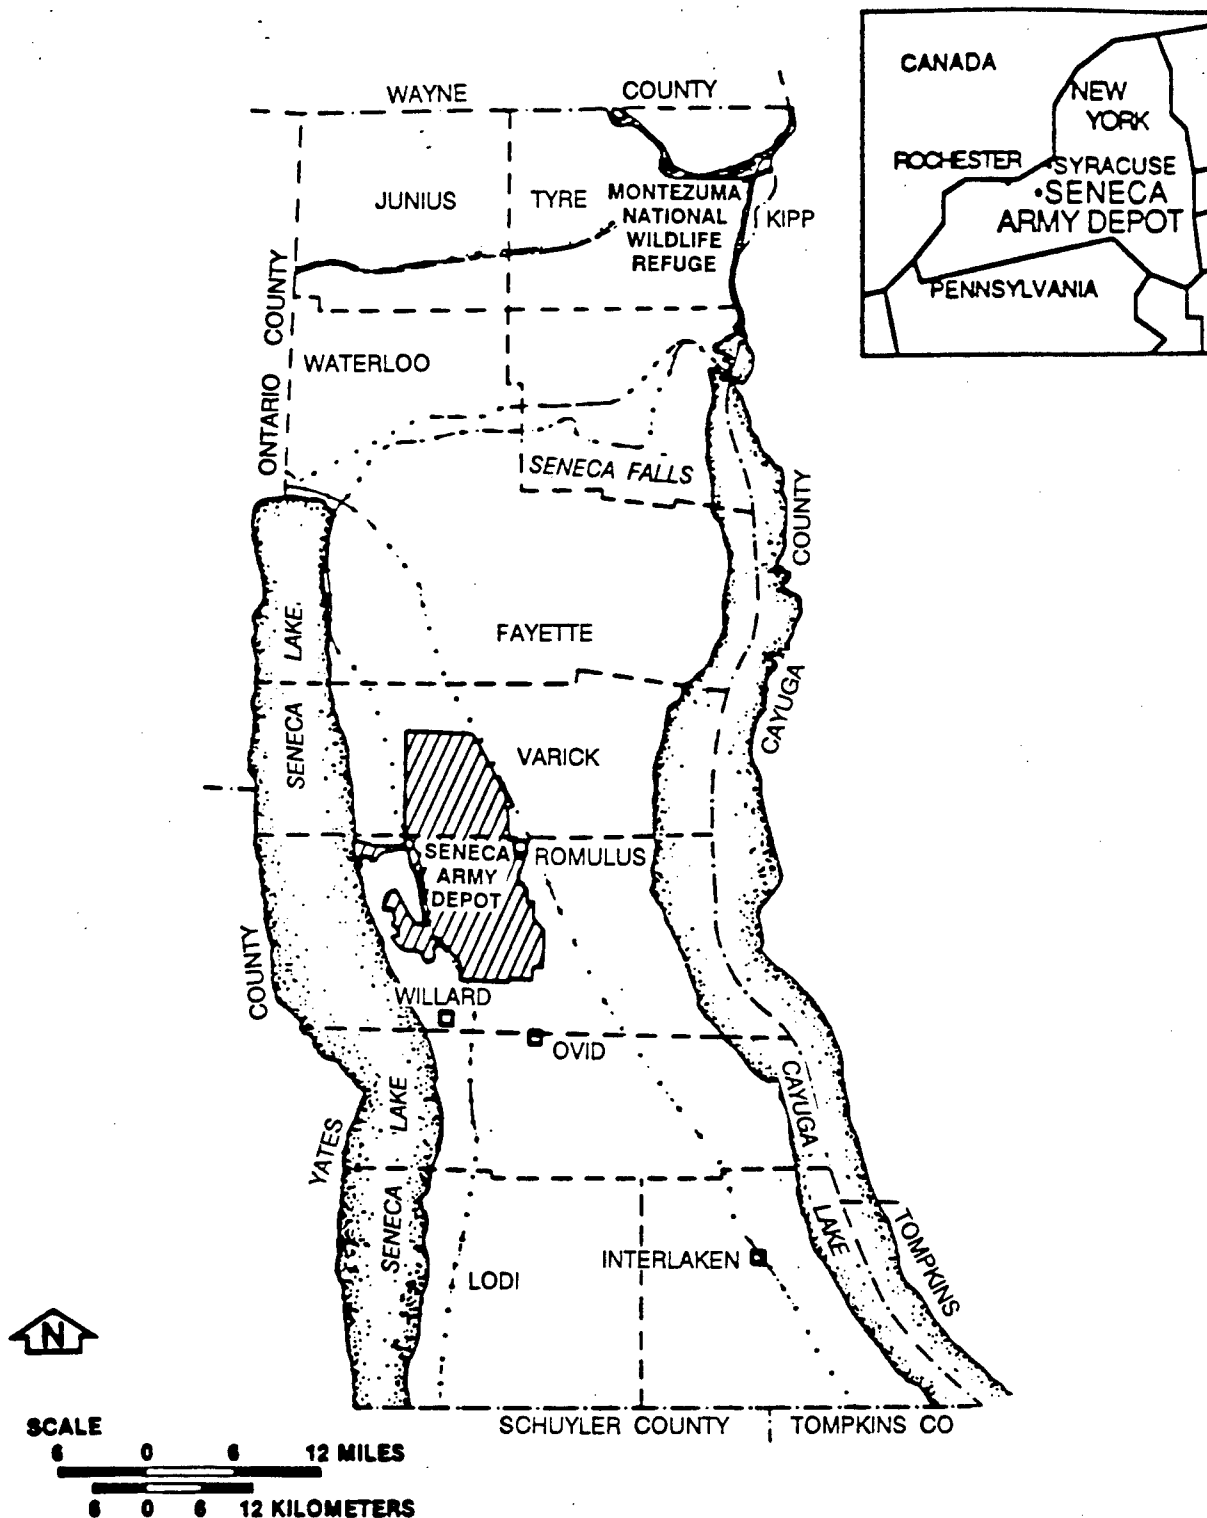 CANADA
NEW
YORK
ROCHESTER
SYRACUSE
SENECA
ARMY DEPOT
PENNSYLVANIA
WAYNE COUNTY
JUNIUS
TYRE
MONTEZUMA
NATIONAL
WILDLIFE
REFUGE
KIPP
ONTARIO COUNTY
WATERLOO
SENECA FALLS
COUNTY
CAYUGA
FAYETTE
SENECA LAKE
VARICK
SENECA
ARMY
DEPOT
ROMULUS
COUNTY
YATES
WILLARD
OVID
SENECA LAKE
CAYUGA LAKE
TOMPKINS
INTERLAKEN
LODI
N
SCHUYLER COUNTY
TOMPKINS CO
SCALE
6 0 6 12 MILES
6 0 6 12 KILOMETERS